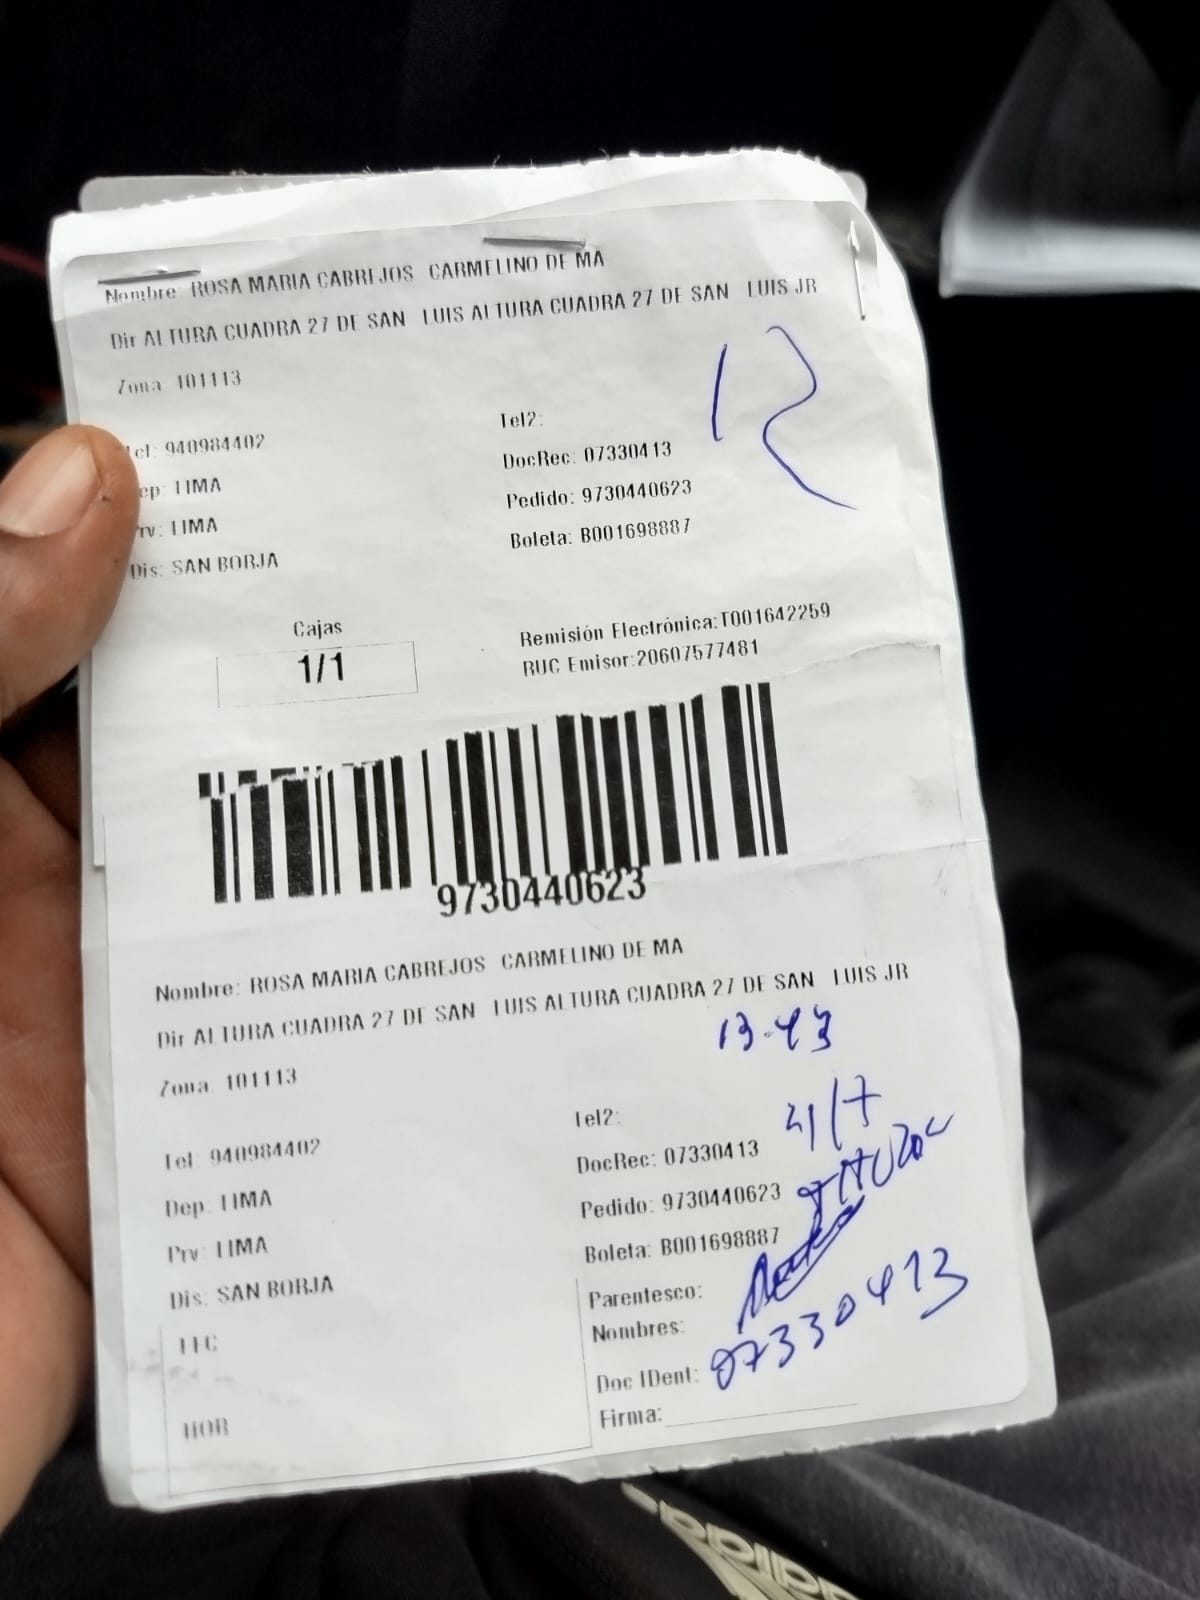 Nombre: ROSA MARIA CABREJOS CARMELINO DE MA
Dir ALTURA CUADRA 27 DE SAN LUIS ALTURA CUADRA 27 DE SAN LUIS JR
Zona: 101113
Tel2:
Tel: 940984402
DocRec: 07330413
Dep: LIMA
Pedido: 9730440623
Prv: LIMA
Boleta: B001698887
Dis: SAN BORJA
12
Cajas
1/1
Remisión Electrónica:T001642259
RUC Emisor:20607577481
9730440623
Nombre: ROSA MARIA CABREJOS CARMELINO DE MA
Dir ALTURA CUADRA 27 DE SAN LUIS ALTURA CUADRA 27 DE SAN LUIS JR
13-43
Zona: 101113
Tel2:
Tel: 940984402
DocRec: 07330413
Dep: LIMA
Pedido: 9730440623
Prv: LIMA
Boleta: B001698887
Dis: SAN BORJA
Parentesco:
Nombres:
Doc IDent: 07330413
HOR
Firma: